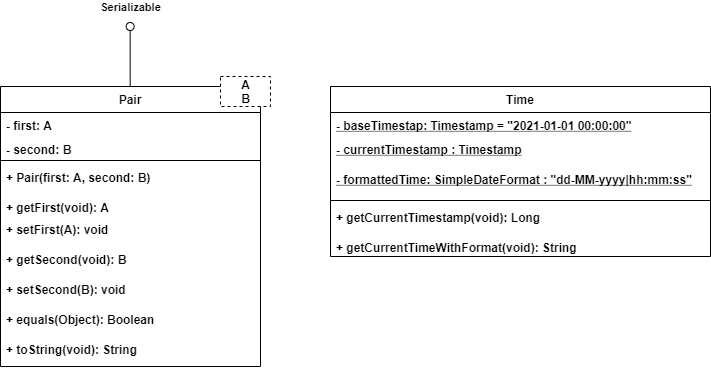 Serializable
A
B
Pair
- first: A
- second: B
+ Pair(first: A, second: B)
+ getFirst(void): A
+ setFirst(A): void
+ getSecond(void): B
+ setSecond(B): void
+ equals(Object): Boolean
+ toString(void): String
Time
- baseTimestap: Timestamp = "2021-01-01 00:00:00"
- currentTimestamp : Timestamp
- formattedTime: SimpleDateFormat : "dd-MM-yyyy|hh:mm:ss"
+ getCurrentTimestamp(void): Long
+ getCurrentTimeWithFormat(void): String